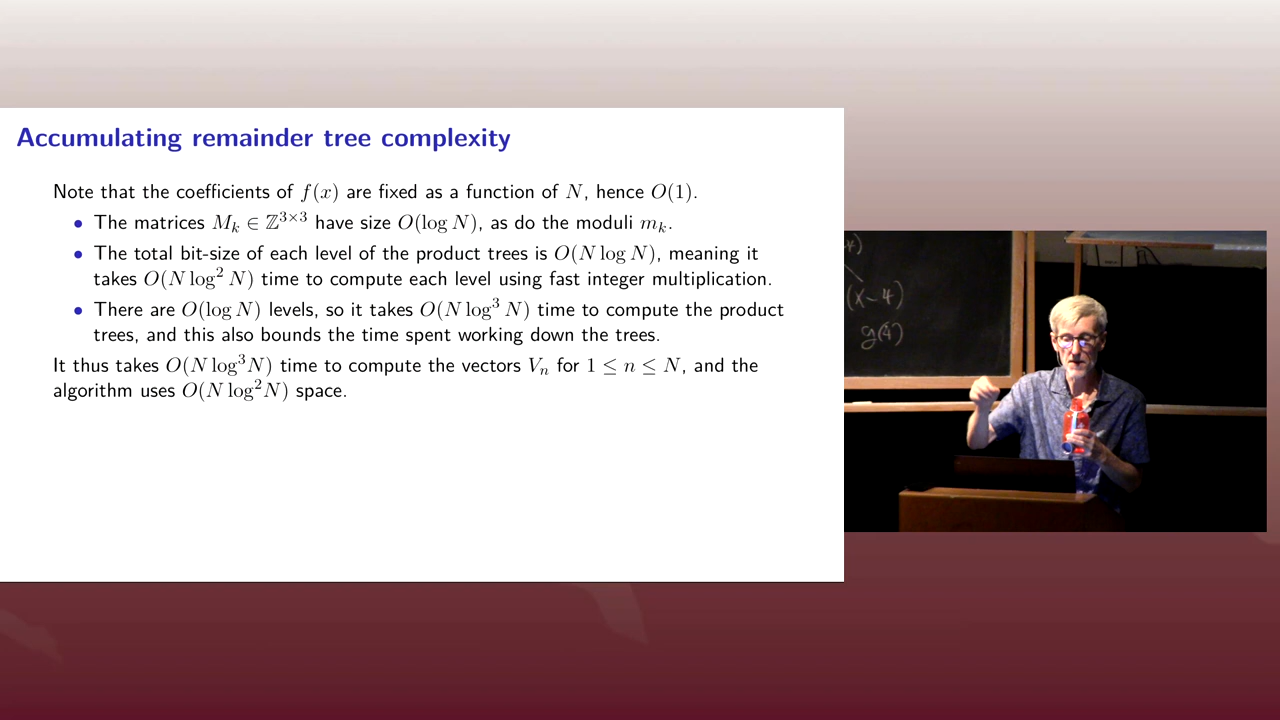 Accumulating remainder tree complexity
Note that the coefficients of f(x) are fixed as a function of N, hence O(1).
• The matrices M_k ∈ ℤ^{3×3} have size O(log N), as do the moduli m_k.
• The total bit-size of each level of the product trees is O(N log N), meaning it
takes O(N log² N) time to compute each level using fast integer multiplication.
• There are O(log N) levels, so it takes O(N log³ N) time to compute the product
trees, and this also bounds the time spent working down the trees.
It thus takes O(N log³N) time to compute the vectors V_n for 1 ≤ n ≤ N, and the
algorithm uses O(N log²N) space.
(x-4)
g(4)